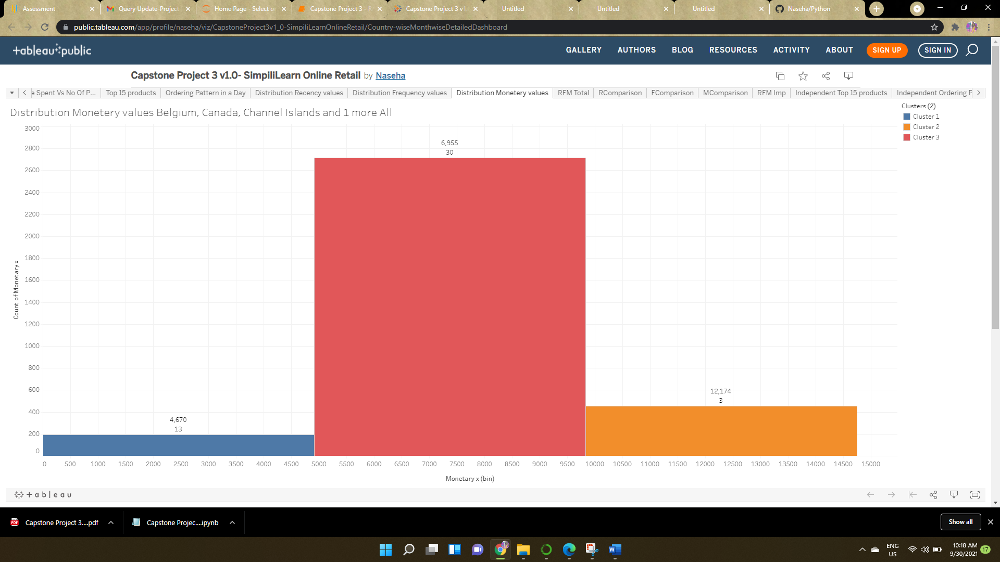 Assessment
Query Update-Project
Home Page - Select or
Capstone Project 3 - R
Capstone Project 3 v1.
Untitled
Untitled
Untitled
Naseha/Python
public.tableau.com/app/profile/naseha/viz/CapstoneProject3v1_0-SimpiliLearnOnlineRetail/Country-wiseMonthwiseDetailedDashboard
+ableau public
GALLERY
AUTHORS
BLOG
RESOURCES
ACTIVITY
ABOUT
SIGN UP
SIGN IN
Capstone Project 3 v1.0- SimpiliLearn Online Retail by Naseha
e Spent Vs No Of P...
Top 15 products
Ordering Pattern in a Day
Distribution Recency values
Distribution Frequency values
Distribution Monetery values
RFM Total
RComparison
FComparison
MComparison
RFM Imp
Independent Top 15 products
Independent Ordering P
Distribution Monetery values Belgium, Canada, Channel Islands and 1 more All
Clusters (2)
Cluster 1
Cluster 2
Cluster 3
3000
2800
2600
2400
2200
2000
1800
1600
1400
1200
1000
800
600
400
200
0
Count of Monetary x
6,955
30
12,174
3
4,670
13
0 500 1000 1500 2000 2500 3000 3500 4000 4500 5000 5500 6000 6500 7000 7500 8000 8500 9000 9500 10000 10500 11000 11500 12000 12500 13000 13500 14000 14500 15000
Monetary x (bin)
+ a b | e a u
Capstone Project 3....pdf
Capstone Projec....ipynb
Show all
ENG
US
10:18 AM
9/30/2021
17